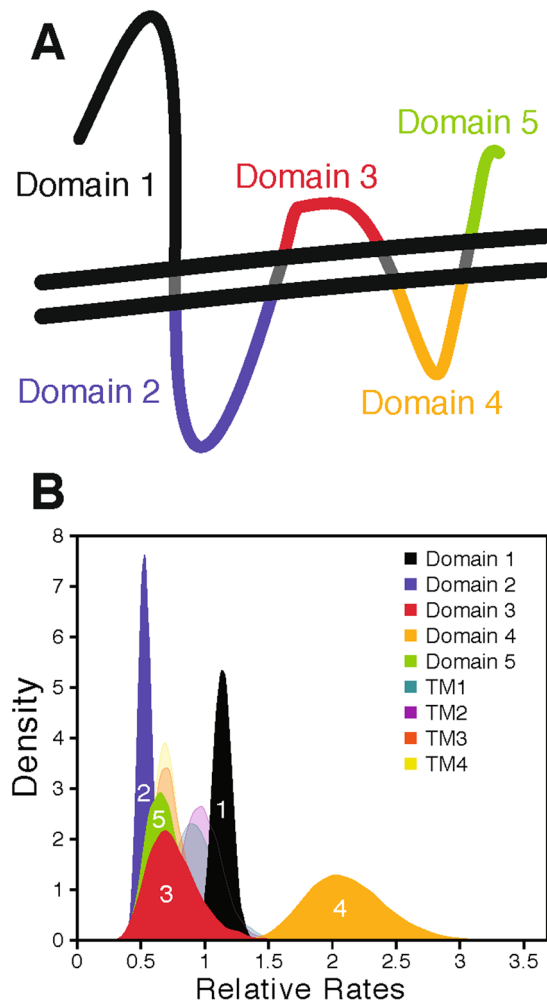 A
Domain 5
Domain 3
Domain 1
Domain 2
Domain 4
B
8
7
6
5
4
3
2
1
0
Density
Domain 1
Domain 2
Domain 3
Domain 4
Domain 5
TM1
TM2
TM3
TM4
2
5
1
3
4
0 0.5 1 1.5 2 2.5 3 3.5
Relative Rates